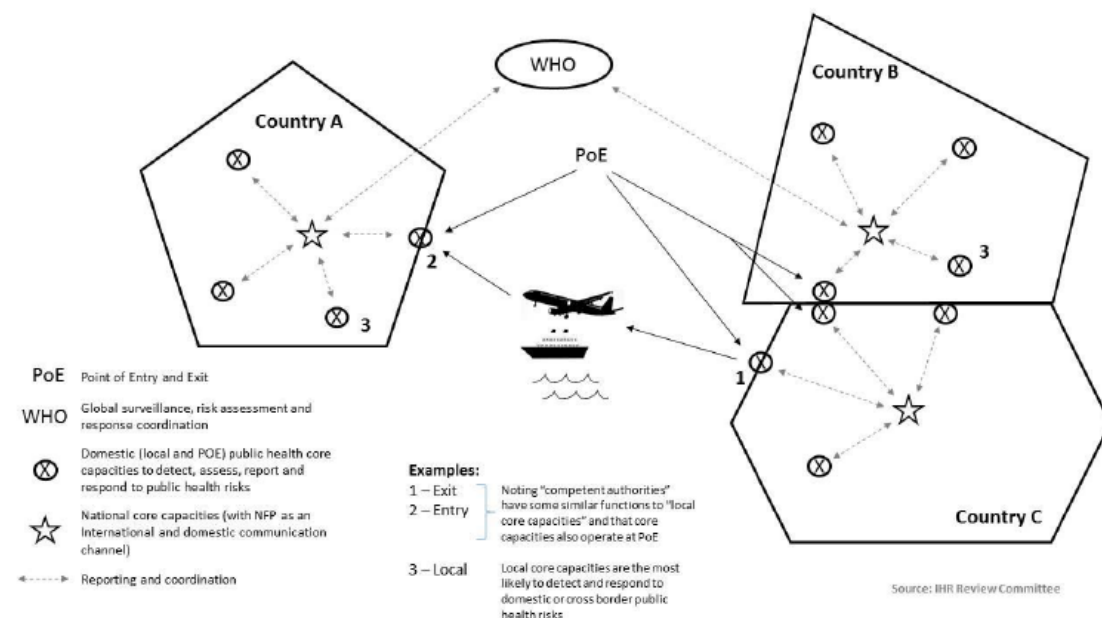 WHO
Country B
Country A
PoE
2
3
3
1
Country C
PoE Point of Entry and Exit
WHO Global surveillance, risk assessment and
response coordination
Domestic (local and POE) public health core
capacities to detect, assess, report and
respond to public health risks
National core capacities (with NFP as an
International and domestic communication
channel)
Reporting and coordination
Examples:
1 – Exit
2 – Entry
Noting "competent authorities"
have some similar functions to "local
core capacities" and that core
capacities also operate at PoE
3 – Local
Local core capacities are the most
likely to detect and respond to
domestic or cross border public
health risks
Source: IHR Review Committee